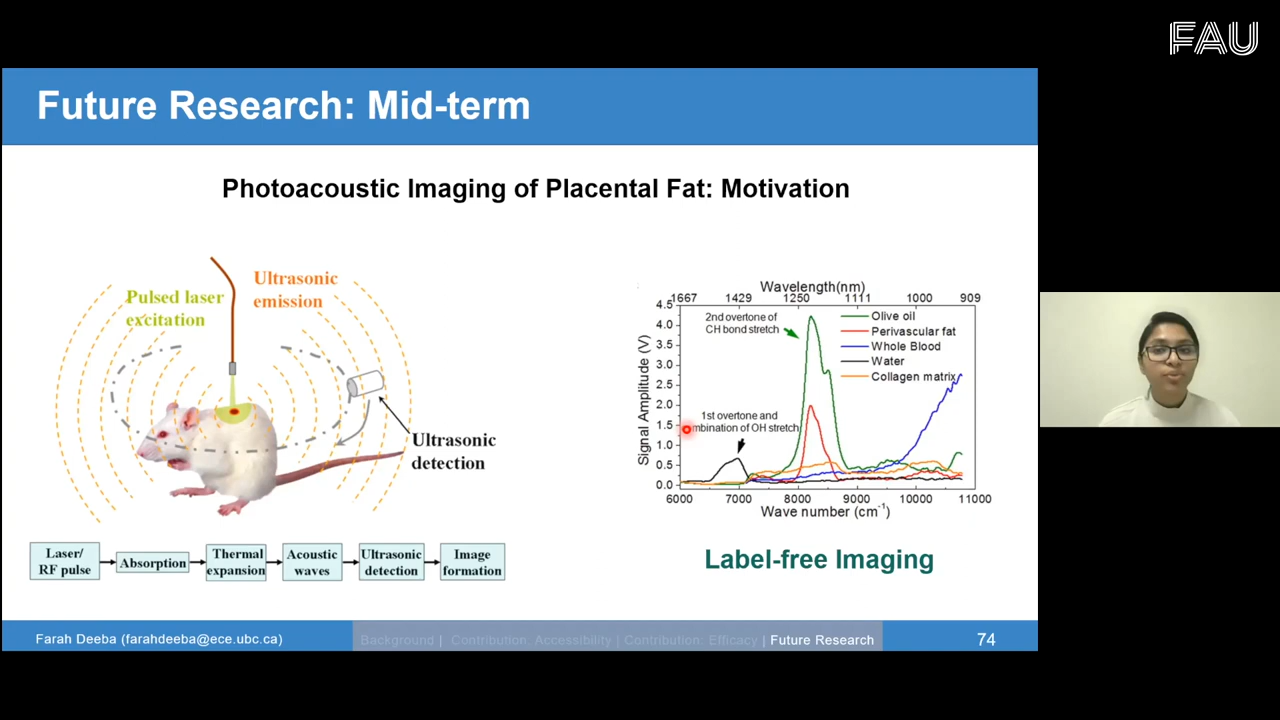 FAU
Future Research: Mid-term
Photoacoustic Imaging of Placental Fat: Motivation
Pulsed laser
excitation
Ultrasonic
emission
Ultrasonic
detection
Laser/
RF pulse
Absorption
Thermal
expansion
Acoustic
waves
Ultrasonic
detection
Image
formation
Wavelength(nm)
1667 1429 1250 1111 1000 909
4.5
4.0
3.5
3.0
2.5
2.0
1.5
1.0
0.5
0.0
Signal Amplitude (V)
2nd overtone of
CH bond stretch
Olive oil
Perivascular fat
Whole Blood
Water
Collagen matrix
1st overtone and
mbination of OH stretch
6000 7000 8000 9000 10000 11000
Wave number (cm-1)
Label-free Imaging
Farah Deeba (farahdeeba@ece.ubc.ca)
Background | Contribution: Accessibility | Contribution: Efficacy | Future Research
74